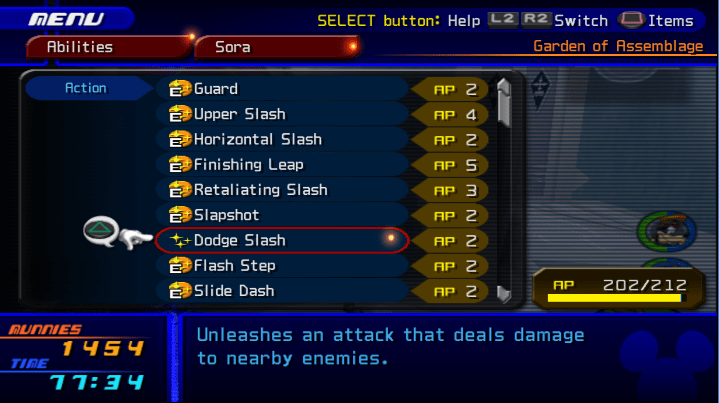 MENU
SELECT button: Help L2 R2 Switch Items
Abilities
Sora
Garden of Assemblage
Action
Guard AP 2
Upper Slash AP 4
Horizontal Slash AP 2
Finishing Leap AP 5
Retaliating Slash AP 3
Slapshot AP 2
Dodge Slash AP 2
Flash Step AP 2
Slide Dash AP 2
AP 202/212
MUNNIES
1454
TIME
77:34
Unleashes an attack that deals damage
to nearby enemies.